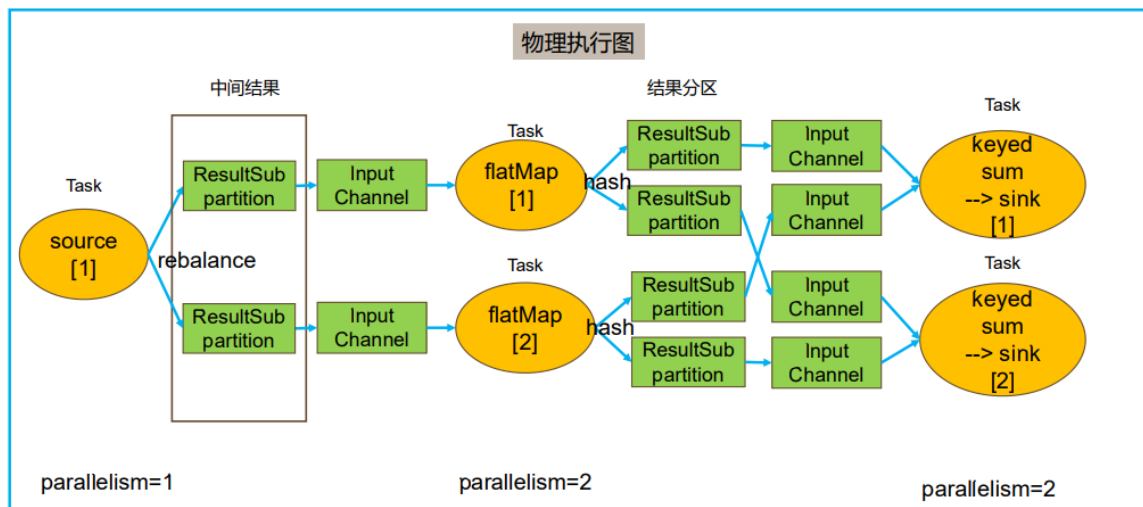 物理执行图
中间结果
结果分区
Task
source
[1]
rebalance
ResultSub
partition
Input
Channel
ResultSub
partition
Input
Channel
Task
flatMap
[1]
hash
Task
flatMap
[2]
hash
ResultSub
partition
Input
Channel
ResultSub
partition
Input
Channel
ResultSub
partition
Input
Channel
ResultSub
partition
Input
Channel
Task
keyed
sum
--> sink
[1]
Task
keyed
sum
--> sink
[2]
parallelism=1
parallelism=2
parallelism=2